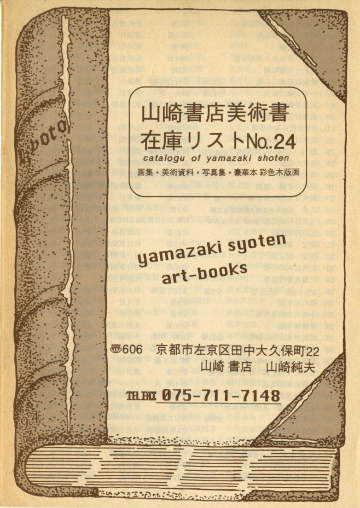 kyoto
山崎書店美術書
在庫リストNo.24
catalogu of yamazaki shoten
画集・美術資料・写真集・豪華本 彩色木版画
yamazaki syoten
art-books
〠606 京都市左京区田中大久保町22
山崎 書店 山崎純夫
TEL.FAX 075-711-7148